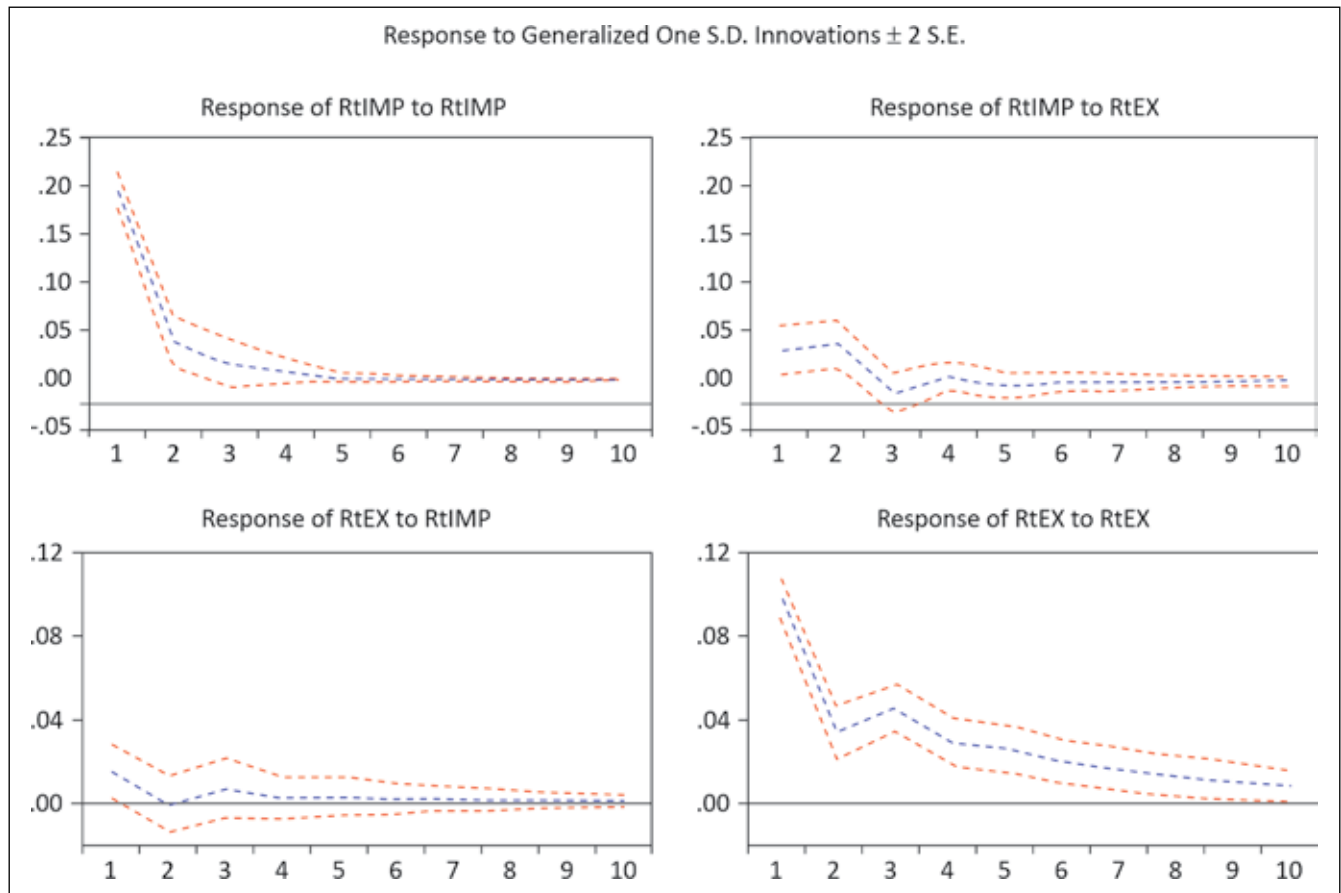 Response to Generalized One S.D. Innovations ± 2 S.E.
Response of RtIMP to RtIMP
.25
.20
.15
.10
.05
.00
-.05
1 2 3 4 5 6 7 8 9 10
Response of RtIMP to RtEX
.25
.20
.15
.10
.05
.00
-.05
1 2 3 4 5 6 7 8 9 10
Response of RtEX to RtIMP
.12
.08
.04
.00
1 2 3 4 5 6 7 8 9 10
Response of RtEX to RtEX
.12
.08
.04
.00
1 2 3 4 5 6 7 8 9 10